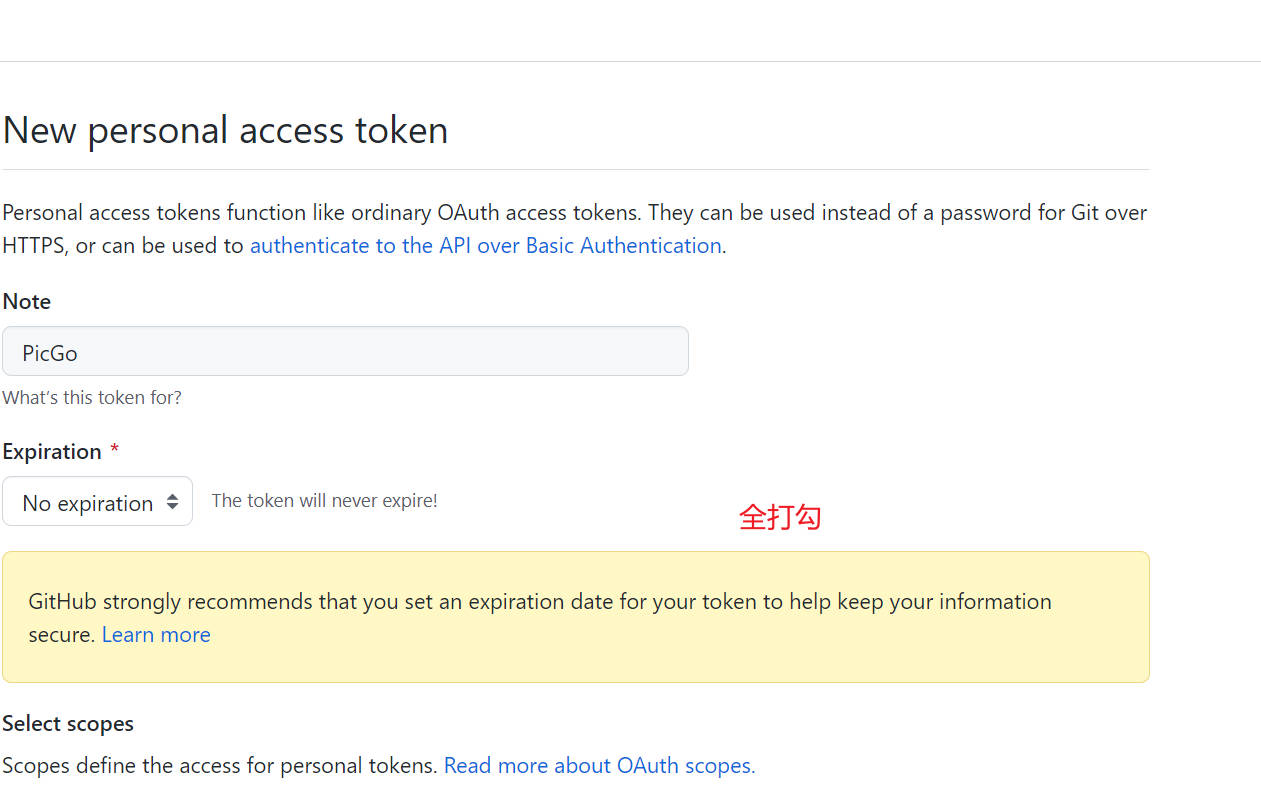 New personal access token
Personal access tokens function like ordinary OAuth access tokens. They can be used instead of a password for Git over
HTTPS, or can be used to authenticate to the API over Basic Authentication.
Note
PicGo
What's this token for?
Expiration *
No expiration The token will never expire!
全打勾
GitHub strongly recommends that you set an expiration date for your token to help keep your information
secure. Learn more
Select scopes
Scopes define the access for personal tokens. Read more about OAuth scopes.